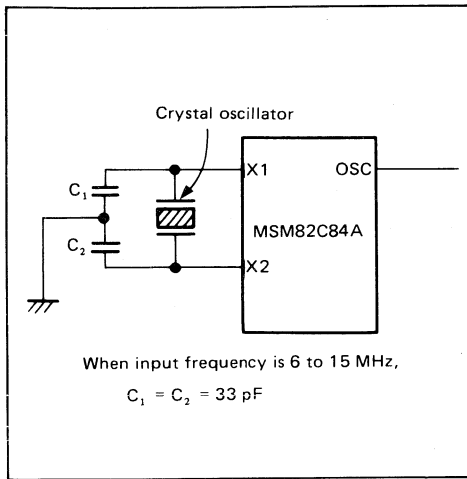 Crystal oscillator
X1
OSC
C₁
MSM82C84A
C₂
X2
When input frequency is 6 to 15 MHz,
C₁ = C₂ = 33 pF